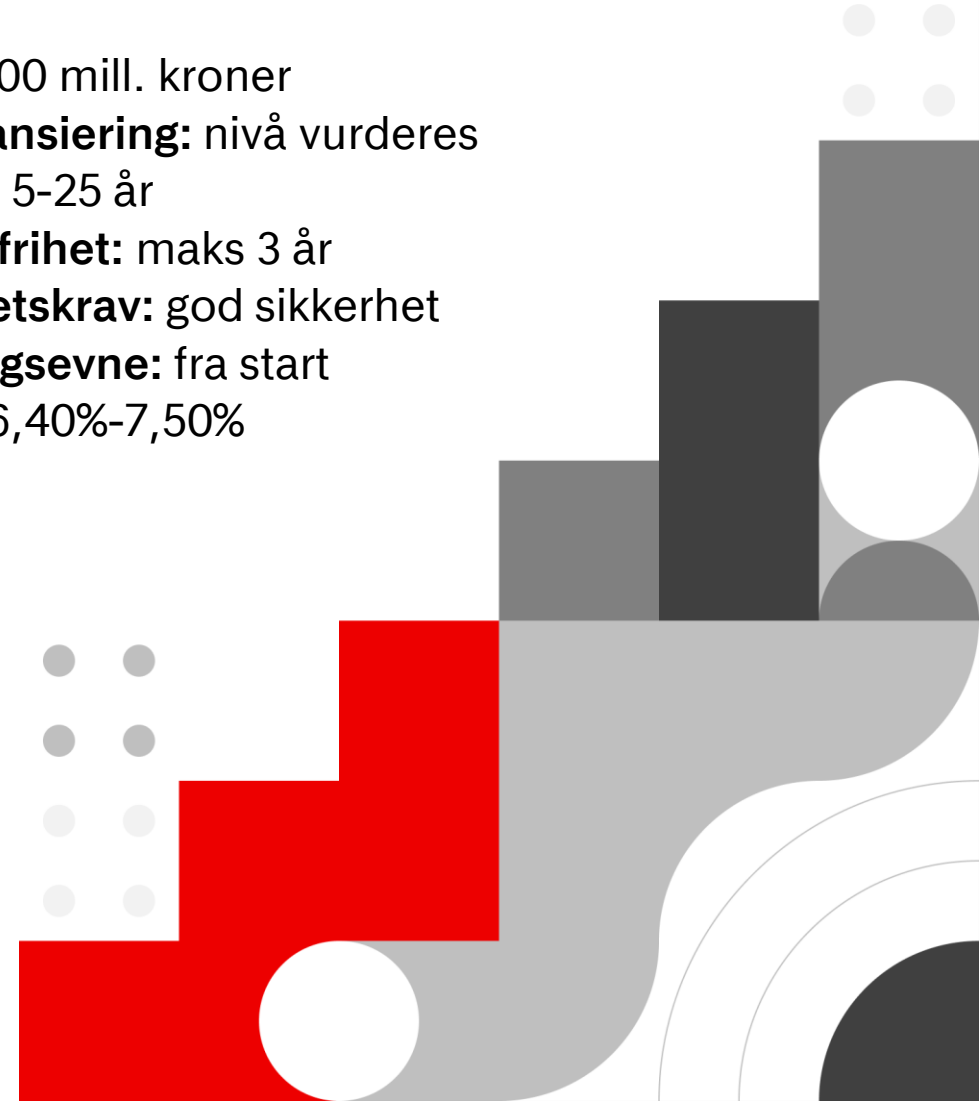 00 mill. kroner
ansiering: nivå vurderes
5-25 år
frihet: maks 3 år
etskrav: god sikkerhet
gsevne: fra start
6,40%-7,50%